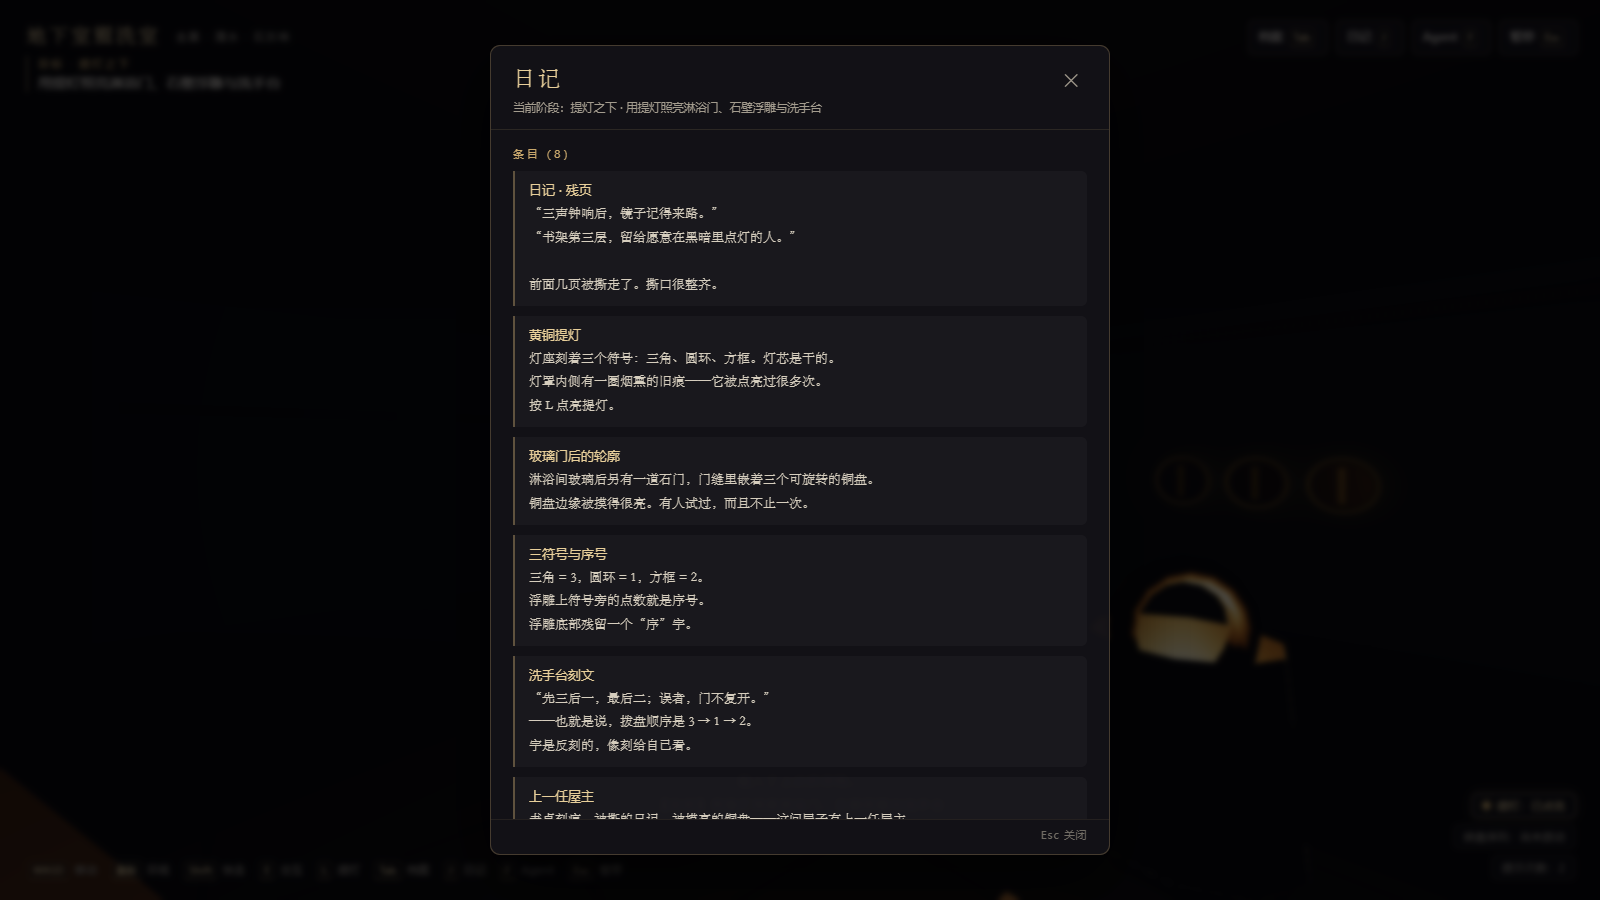 日记
当前阶段：提灯之下 · 用提灯照亮淋浴门、石壁浮雕与洗手台
条目 (8)
日记 · 残页
“三声钟响后，镜子记得来路。”
“书架第三层，留给愿意在黑暗里点灯的人。”
前面几页被撕走了。撕口很整齐。
黄铜提灯
灯座刻着三个符号：三角、圆环、方框。灯芯是干的。
灯罩内侧有一圈烟熏的旧痕——它被点亮过很多次。
按 L 点亮提灯。
玻璃门后的轮廓
淋浴间玻璃后另有一道石门，门缝里嵌着三个可旋转的铜盘。
铜盘边缘被摸得很亮。有人试过，而且不止一次。
三符号与序号
三角 = 3，圆环 = 1，方框 = 2。
浮雕上符号旁的点数就是序号。
浮雕底部残留一个“序”字。
洗手台刻文
“先三后一，最后二；误者，门不复开。”
——也就是说，拨盘顺序是 3 → 1 → 2。
字是反刻的，像刻给自己看。
上一任屋主
Esc 关闭